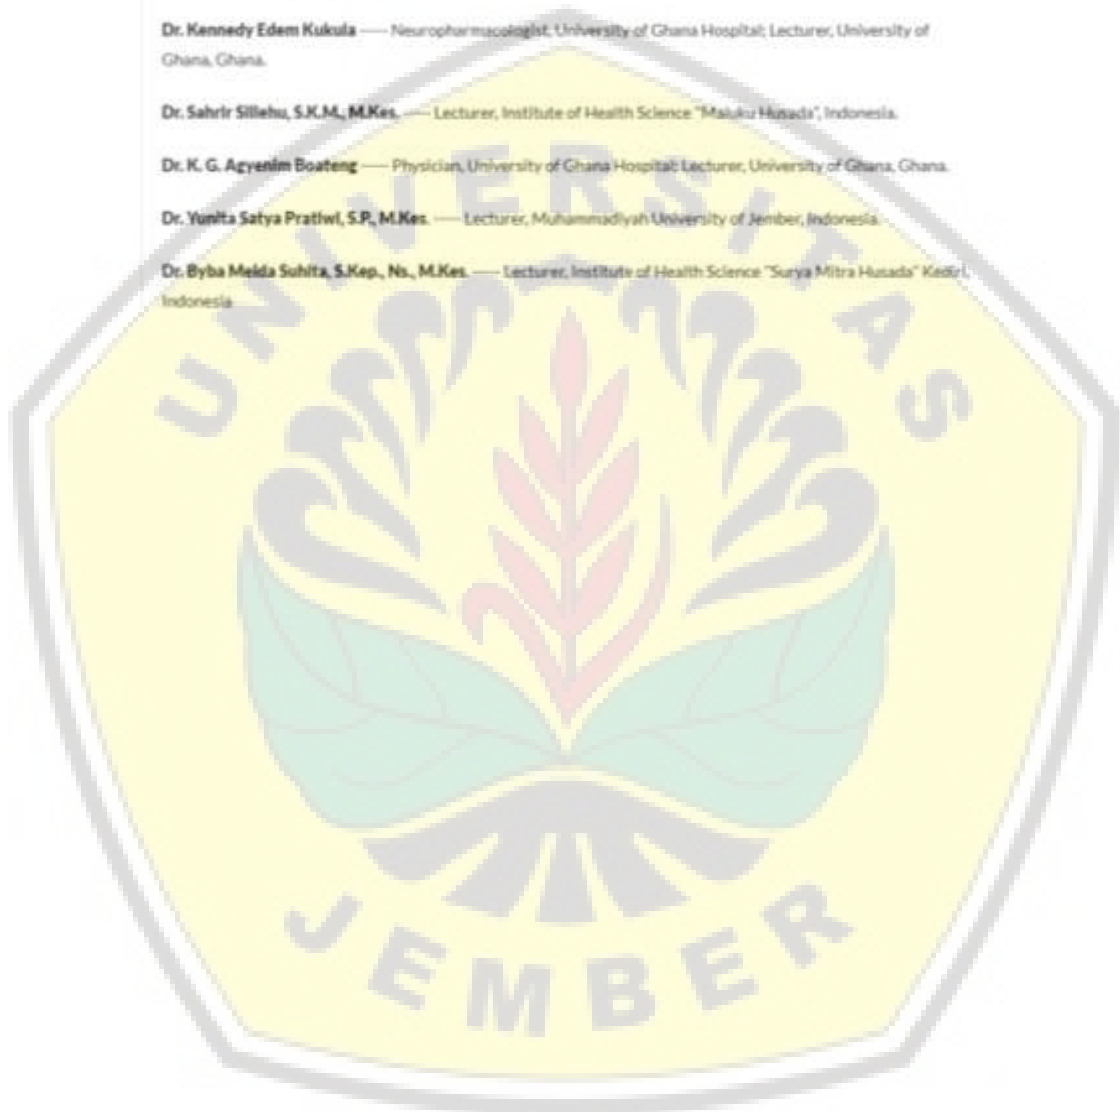 Dr. Kennedy Edem Kukula —— Neuropharmacologist, University of Ghana Hospital; Lecturer, University of
Ghana, Ghana.
Dr. Sahrir Sillehu, S.K.M., M.Kes. —— Lecturer, Institute of Health Science "Maluku Husada", Indonesia.
Dr. K. G. Agyenim Boateng —— Physician, University of Ghana Hospital; Lecturer, University of Ghana, Ghana.
Dr. Yunita Satya Pratiwi, S.P., M.Kes. —— Lecturer, Muhammadiyah University of Jember, Indonesia.
Dr. Byba Melda Suhita, S.Kep., Ns., M.Kes. —— Lecturer, Institute of Health Science "Surya Mitra Husada" Kediri,
Indonesia
UNIVERSITAS
JEMBER